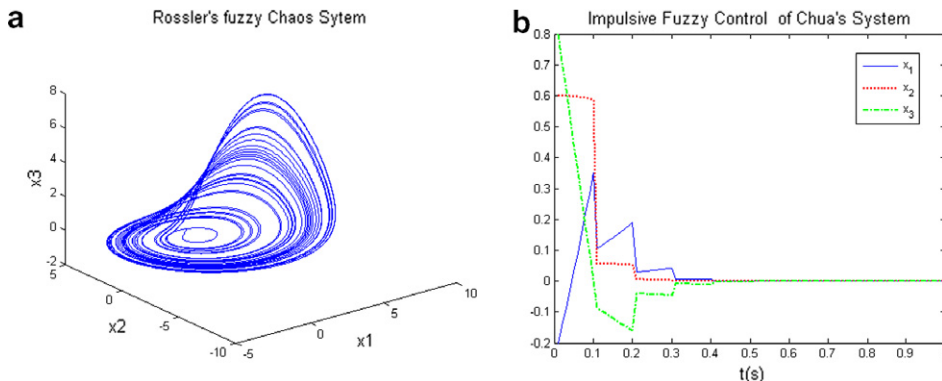 a
Rossler's fuzzy Chaos Sytem
8
6
4
2
0
-2
x3
5
0
-5
-10
x2
-5
0
5
10
x1
b
Impulsive Fuzzy Control of Chua's System
0.8
0.7
0.6
0.5
0.4
0.3
0.2
0.1
0
-0.1
-0.2
x1
x2
x3
0 0.1 0.2 0.3 0.4 0.5 0.6 0.7 0.8 0.9
t(s)